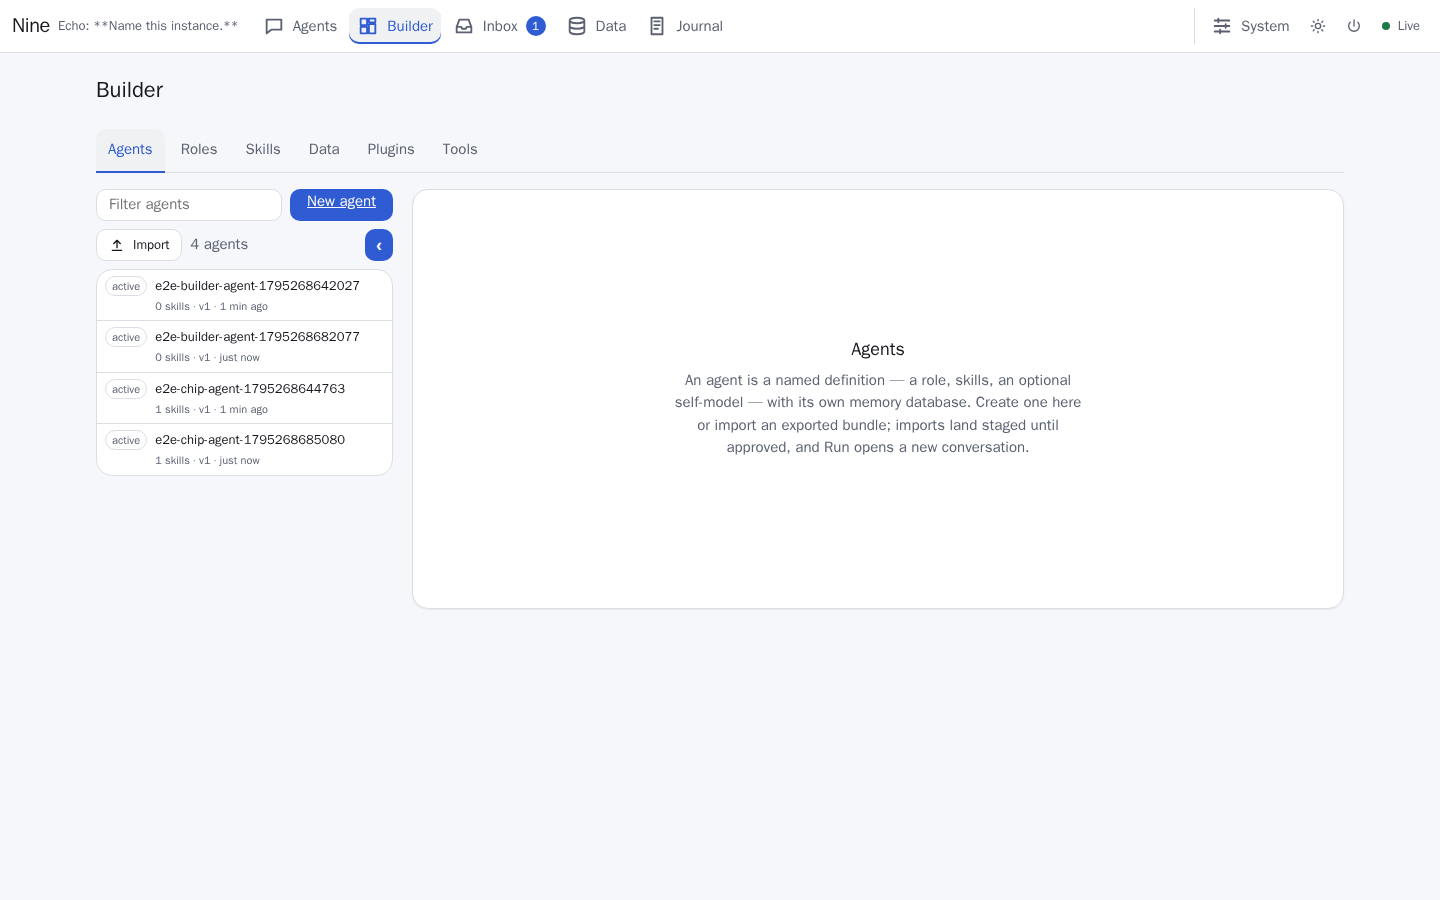 Nine Echo: **Name this instance.** Agents Builder Inbox 1 Data Journal System Live
Builder
Agents Roles Skills Data Plugins Tools
Filter agents New agent
Import 4 agents ‹
active e2e-builder-agent-1795268642027
0 skills · v1 · 1 min ago
active e2e-builder-agent-1795268682077
0 skills · v1 · just now
active e2e-chip-agent-1795268644763
1 skills · v1 · 1 min ago
active e2e-chip-agent-1795268685080
1 skills · v1 · just now
Agents
An agent is a named definition — a role, skills, an optional
self-model — with its own memory database. Create one here
or import an exported bundle; imports land staged until
approved, and Run opens a new conversation.